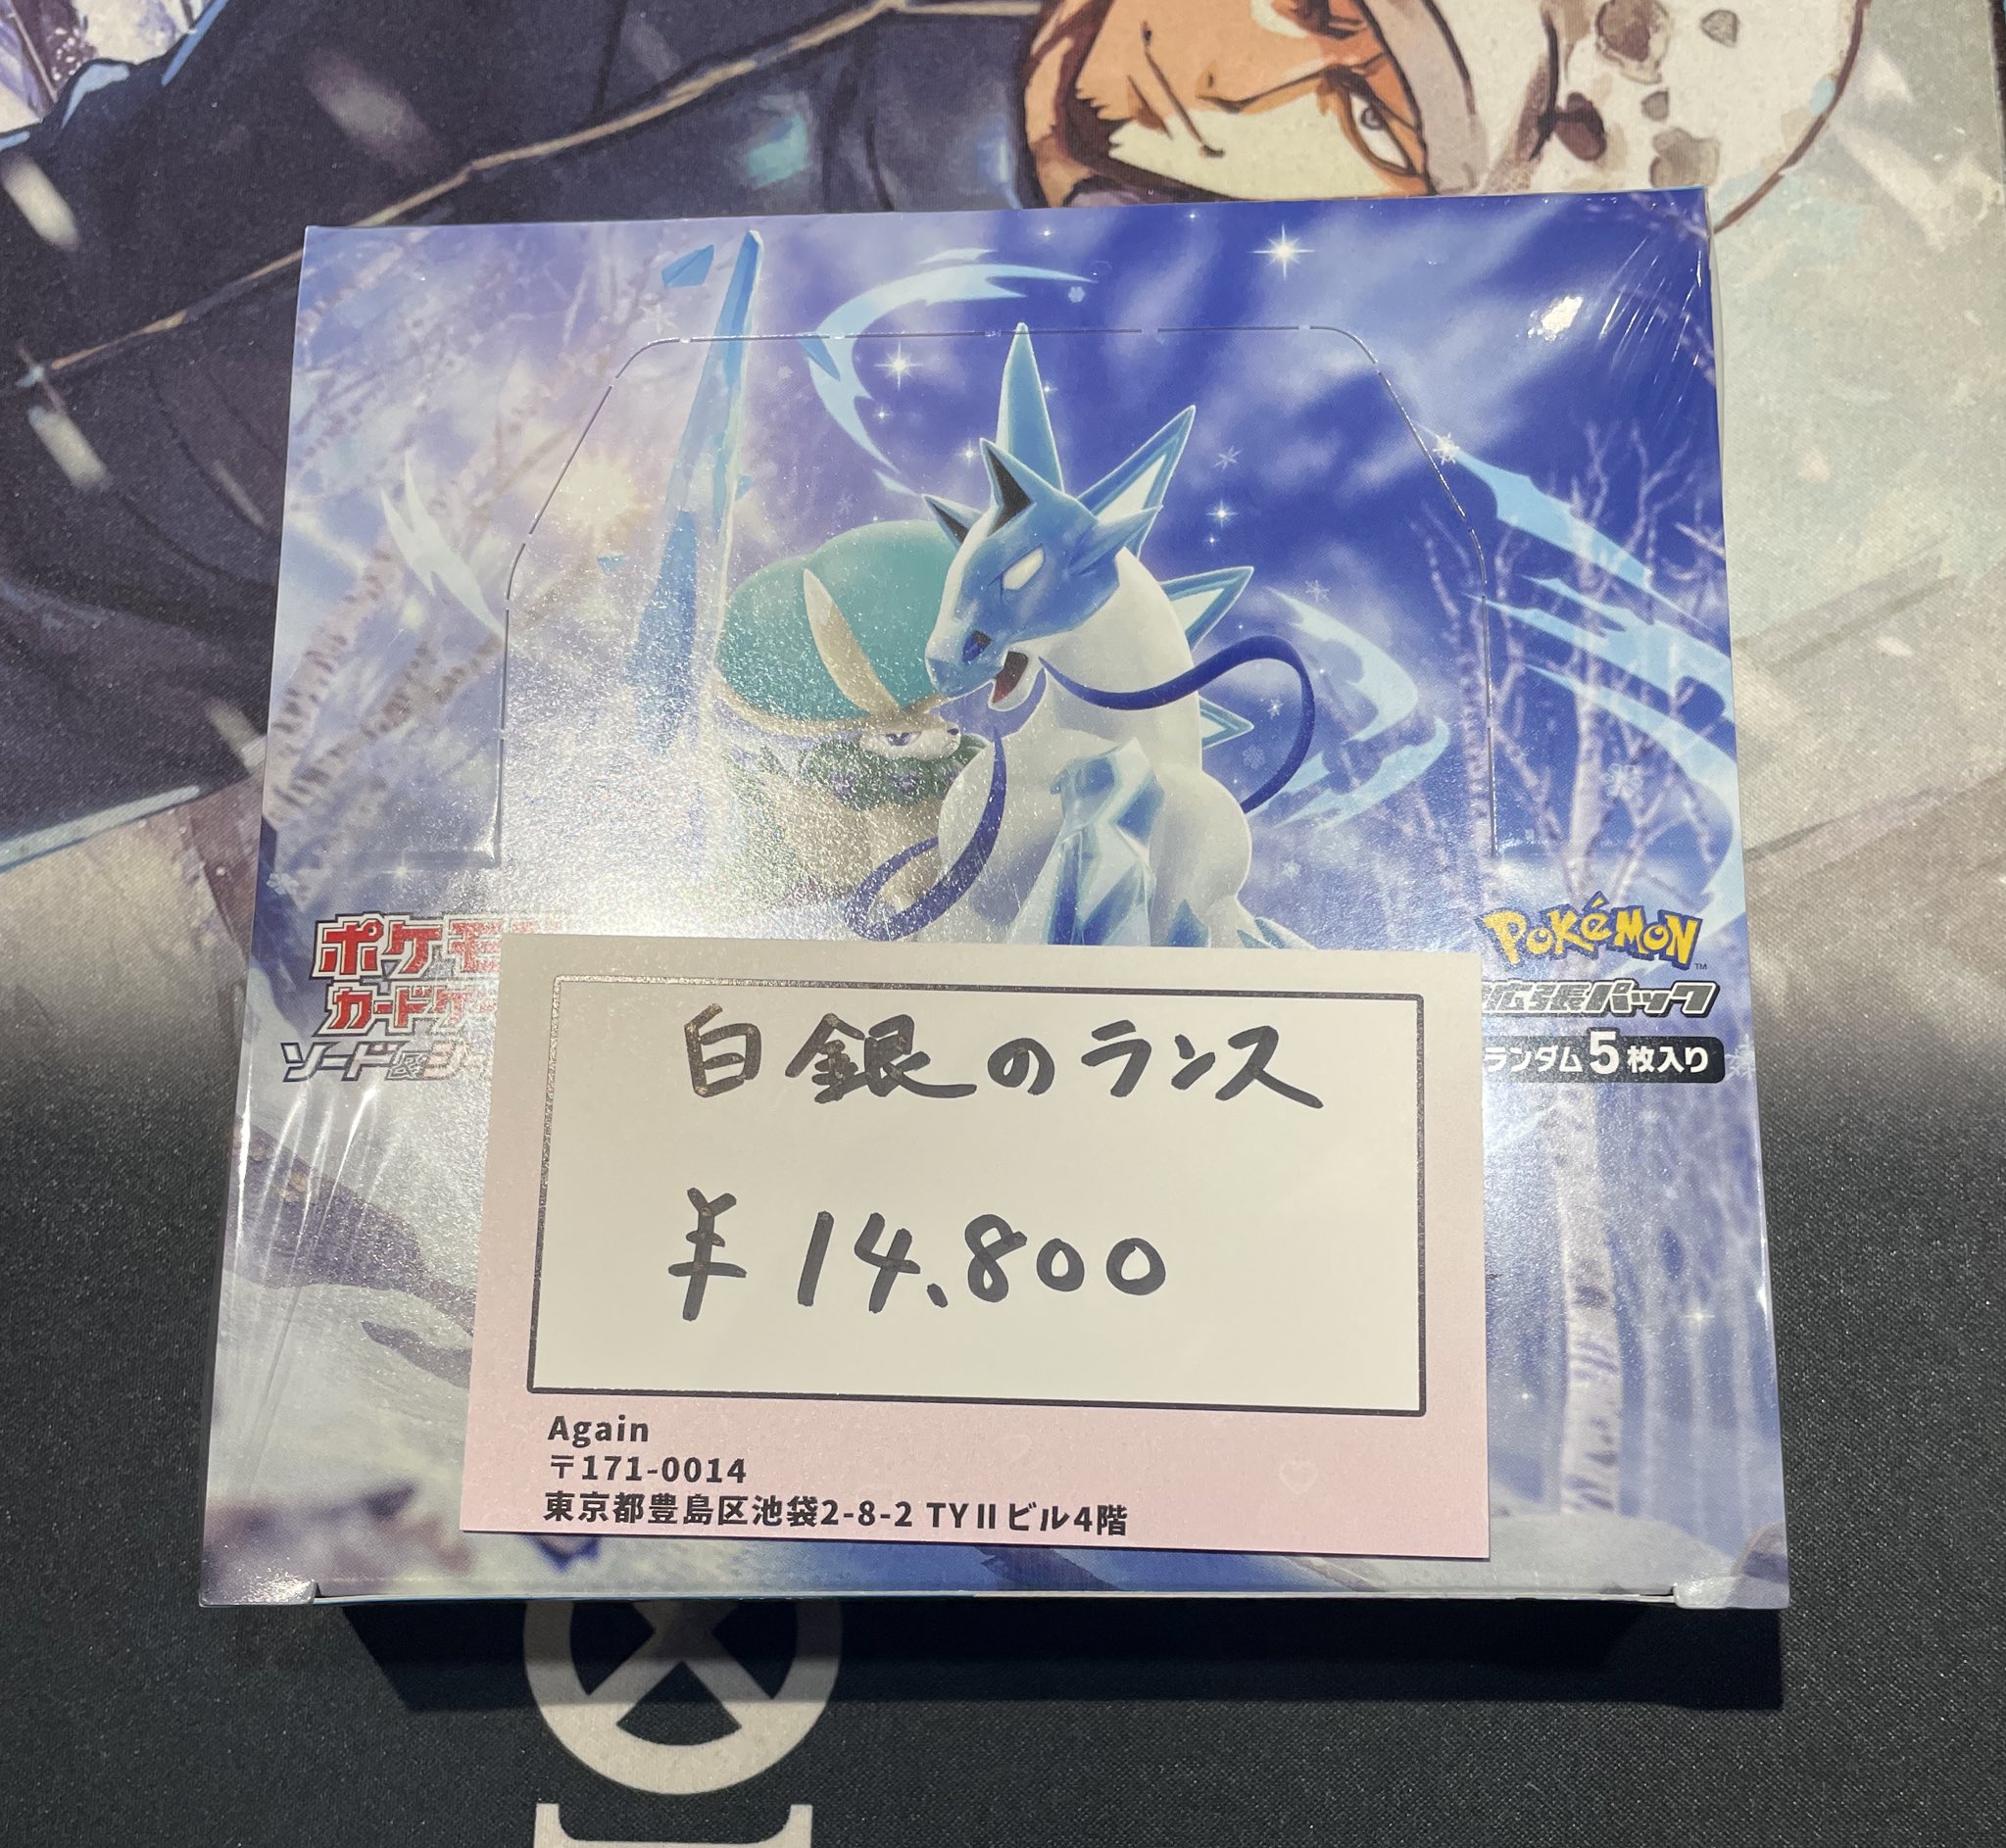 ポケモン
カードゲー
ソード&シ
Pokémon
TM
拡張パック
ランダム5枚入り
白銀のランス
¥14,800
Again
〒171-0014
東京都豊島区池袋2-8-2 TYⅡビル4階